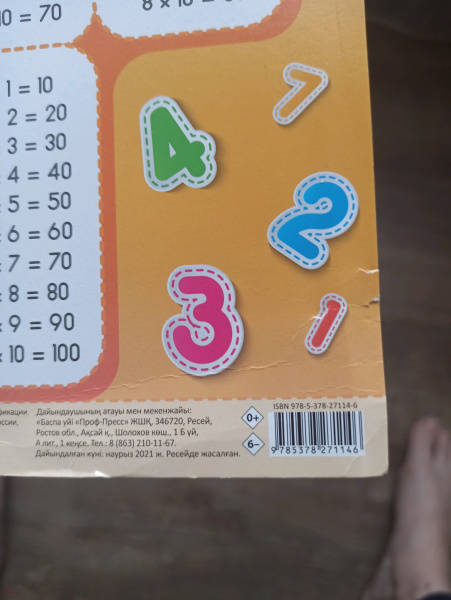 10 = 70
8 x 10 =
1 = 10
2 = 20
3 = 30
4 = 40
5 = 50
6 = 60
7 = 70
8 = 80
x 9 = 90
x 10 = 100
7
4
2
3
1
Дайындаушының атауы мен мекенжайы:
«Баспа үйі «Проф-Пресс» ЖШҚ, 346720, Ресей,
Ростов обл., Ақсай қ., Шолохов көш., 1 Б үй,
А лит., 1 кеңсе. Тел.: 8 (863) 210-11-67.
Дайындалған күні: наурыз 2021 ж. Ресейде жасалған.
0+
6–
ISBN 978-5-378-27114-6
9 785378 271146